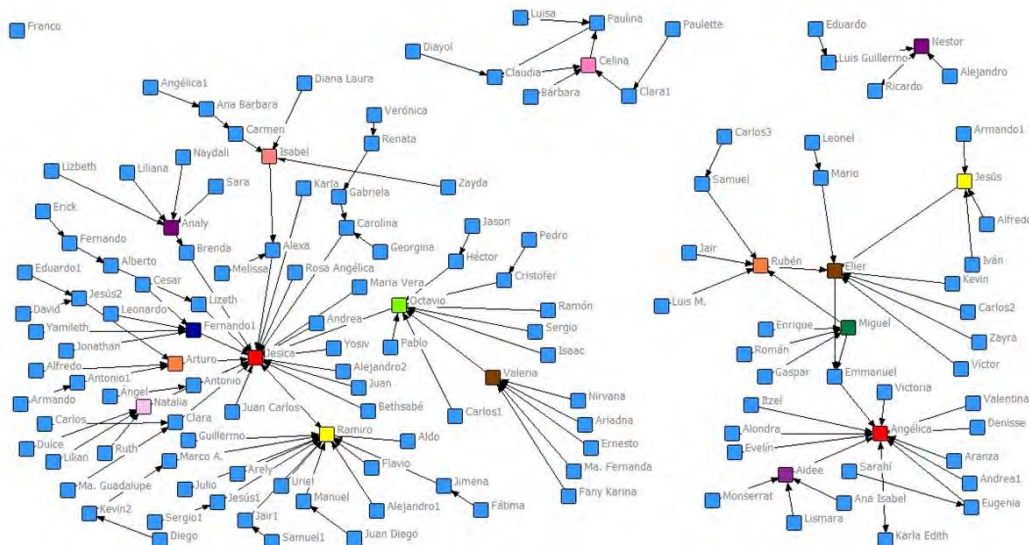 Franco
Luisa
Paulina
Paulette
Diayol
Claudia
Celina
Bárbara
Clara1
Eduardo
Luis Guillermo
Nestor
Ricardo
Alejandro
Angélica1
Ana Barbara
Carmen
Diana Laura
Isabel
Verónica
Renata
Zayda
Lizbeth
Liliana
Naydali
Sara
Analy
Karla
Gabriela
Carolina
Georgina
Erick
Fernando
Alberto
Brenda
Alexa
Melissa
Cesar
Lizeth
Rosa Angélica
Maria Vera
Jason
Héctor
Pedro
Cristofer
Octavio
Ramón
Sergio
Isaac
Pablo
Eduardo1
Jesús2
David
Leonardo
Yamileth
Fernando1
Jonathan
Andrea
Yosiv
Jesica
Alejandro2
Juan
Bethsabé
Alfredo
Arturo
Antonio1
Armando
Ángel
Antonio
Natalia
Juan Carlos
Valeria
Carlos1
Nirvana
Ariadna
Ernesto
Ma. Fernanda
Fany Karina
Carlos
Clara
Dulce
Lilian
Ruth
Guillermo
Ramiro
Aldo
Marco A.
Flavio
Jimena
Fátima
Ma. Guadalupe
Julio
Arely
Uriel
Jesús1
Manuel
Alejandro1
Kevin2
Sergio1
Jair1
Diego
Samuel1
Juan Diego
Carlos3
Leonel
Armando1
Samuel
Mario
Jesús
Alfredo
Iván
Jair
Rubén
Elier
Kevin
Luis M.
Carlos2
Zayra
Víctor
Enrique
Miguel
Román
Gaspar
Emmanuel
Itzel
Victoria
Valentina
Alondra
Angélica
Denisse
Evelin
Aranza
Aidee
Sarahí
Andrea1
Monserrat
Ana Isabel
Eugenia
Lismara
Karla Edith